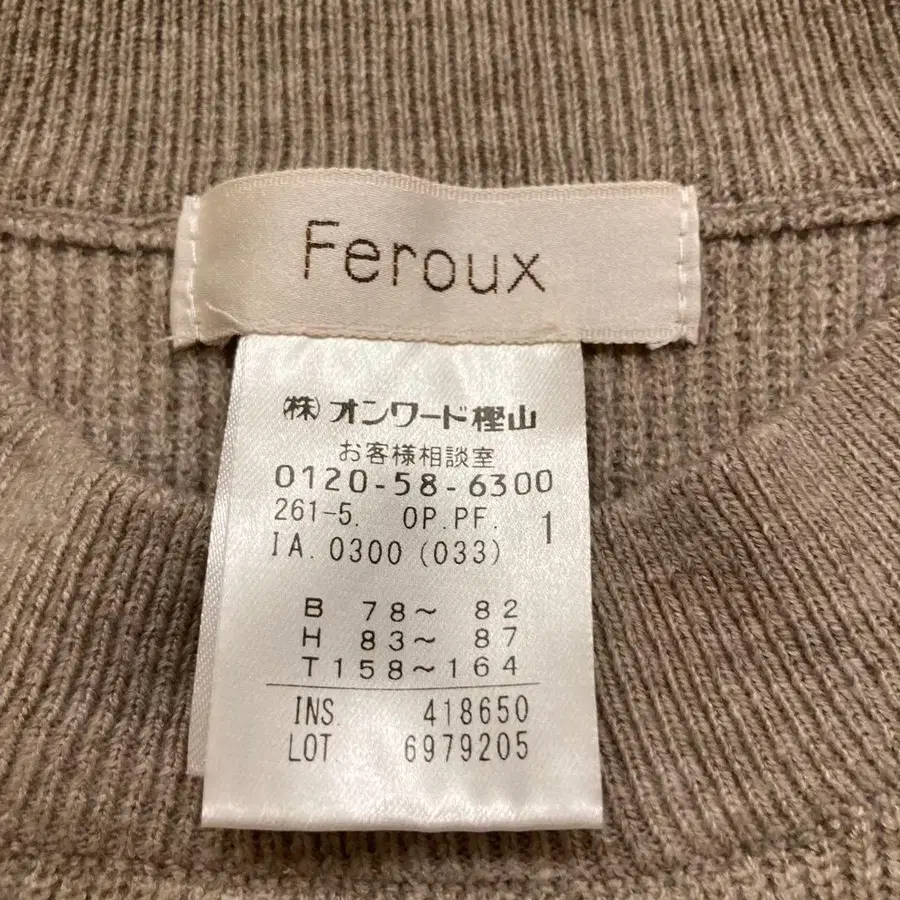 Feroux
㈱オンワード樫山
お客様相談室
0120-58-6300
261-5. OP.PF. 1
IA.0300(033)
B 78～ 82
H 83～ 87
T158～164
INS. 418650
LOT. 6979205